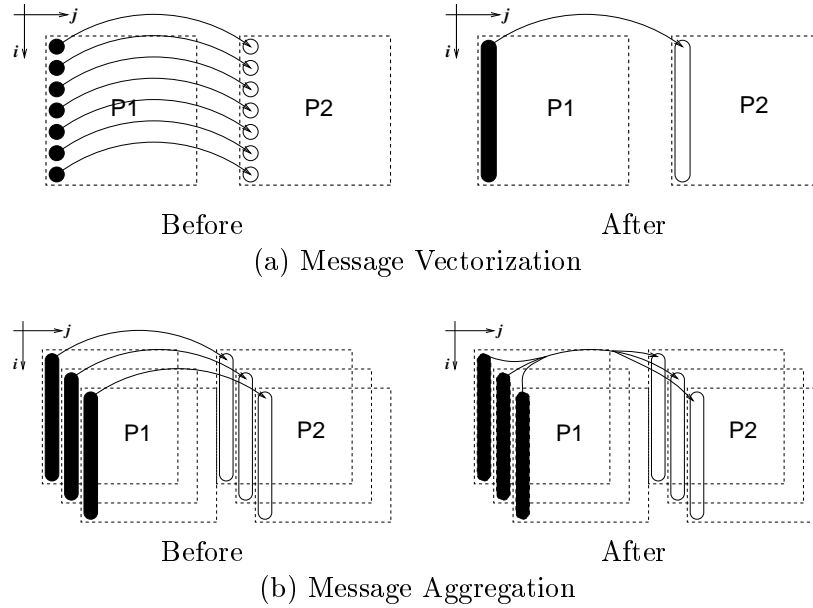 j j
i i
P1 P2 P1 P2
Before After
(a) Message Vectorization
j j
i i
P1 P2 P1 P2
Before After
(b) Message Aggregation